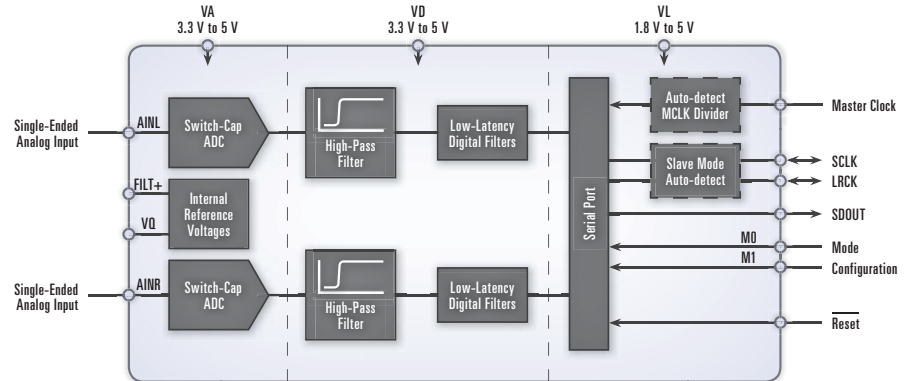 VA
3.3 V to 5 V
VD
3.3 V to 5 V
VL
1.8 V to 5 V
Single-Ended
Analog Input
AINL
Switch-Cap
ADC
High-Pass
Filter
Low-Latency
Digital Filters
Auto-detect
MCLK Divider
Master Clock
Slave Mode
Auto-detect
SCLK
LRCK
FILT+
VQ
Internal
Reference
Voltages
Serial Port
SDOUT
M0
Mode
M1
Configuration
Single-Ended
Analog Input
AINR
Switch-Cap
ADC
High-Pass
Filter
Low-Latency
Digital Filters
Reset